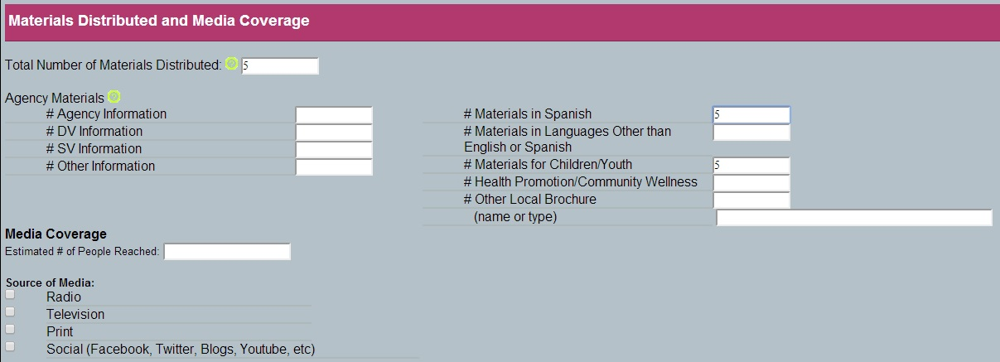 Materials Distributed and Media Coverage
Total Number of Materials Distributed: 5
Agency Materials
# Agency Information
# DV Information
# SV Information
# Other Information
# Materials in Spanish 5
# Materials in Languages Other than
English or Spanish
# Materials for Children/Youth 5
# Health Promotion/Community Wellness
# Other Local Brochure
(name or type)
Media Coverage
Estimated # of People Reached:
Source of Media:
Radio
Television
Print
Social (Facebook, Twitter, Blogs, Youtube, etc)